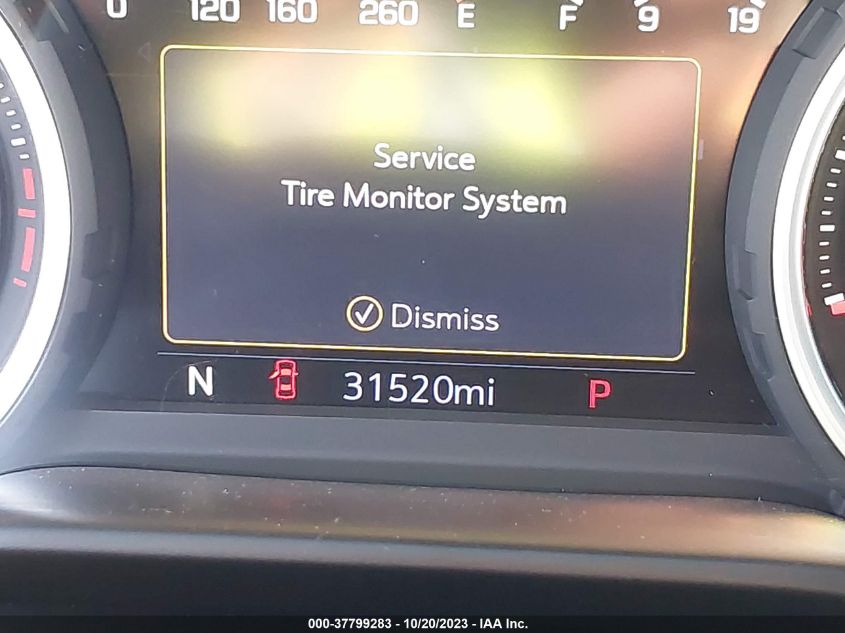 0 120 160 260 E F 9 19
Service
Tire Monitor System
Dismiss
N 31520mi P
000-37799283 - 10/20/2023 - IAA Inc.